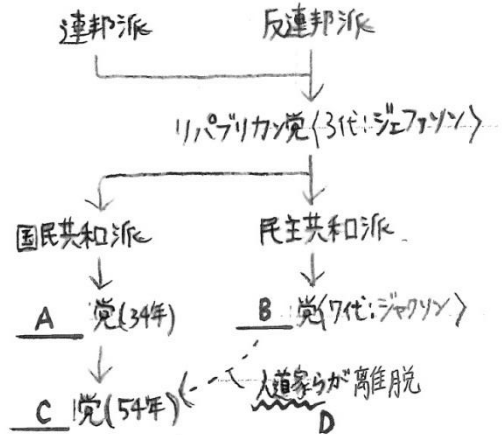 連邦派 反連邦派
リパブリカン党〈3代:ジェファソン〉
国民共和派 民主共和派
A 党(34年) B 党〈7代:ジャクソン〉
人道家らが離脱
C 党(54年) D